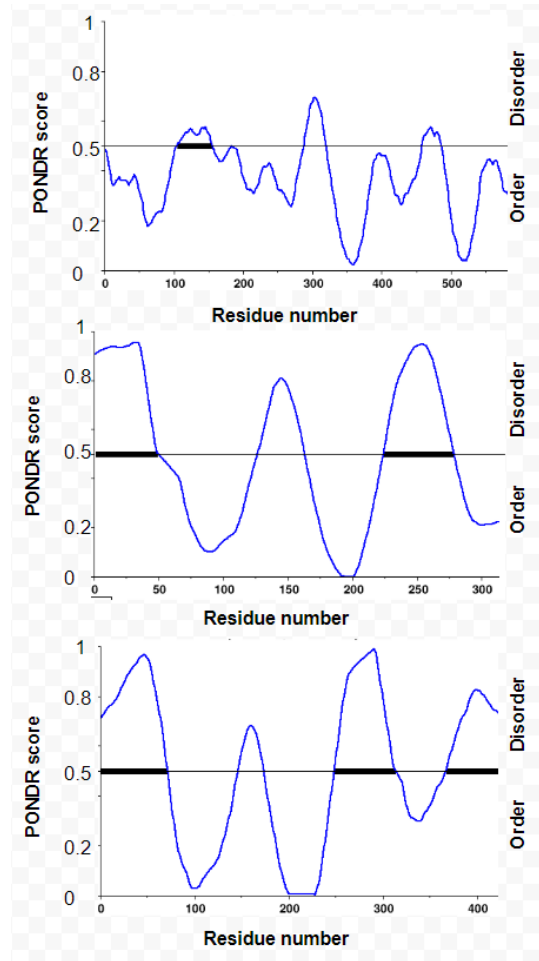 1
0.8
0.5
0.2
0
PONDR score
Disorder
Order
0 100 200 300 400 500
Residue number
1
0.8
0.5
0.2
0
PONDR score
Disorder
Order
0 50 100 150 200 250 300
Residue number
1
0.8
0.5
0.2
0
PONDR score
Disorder
Order
0 100 200 300 400
Residue number